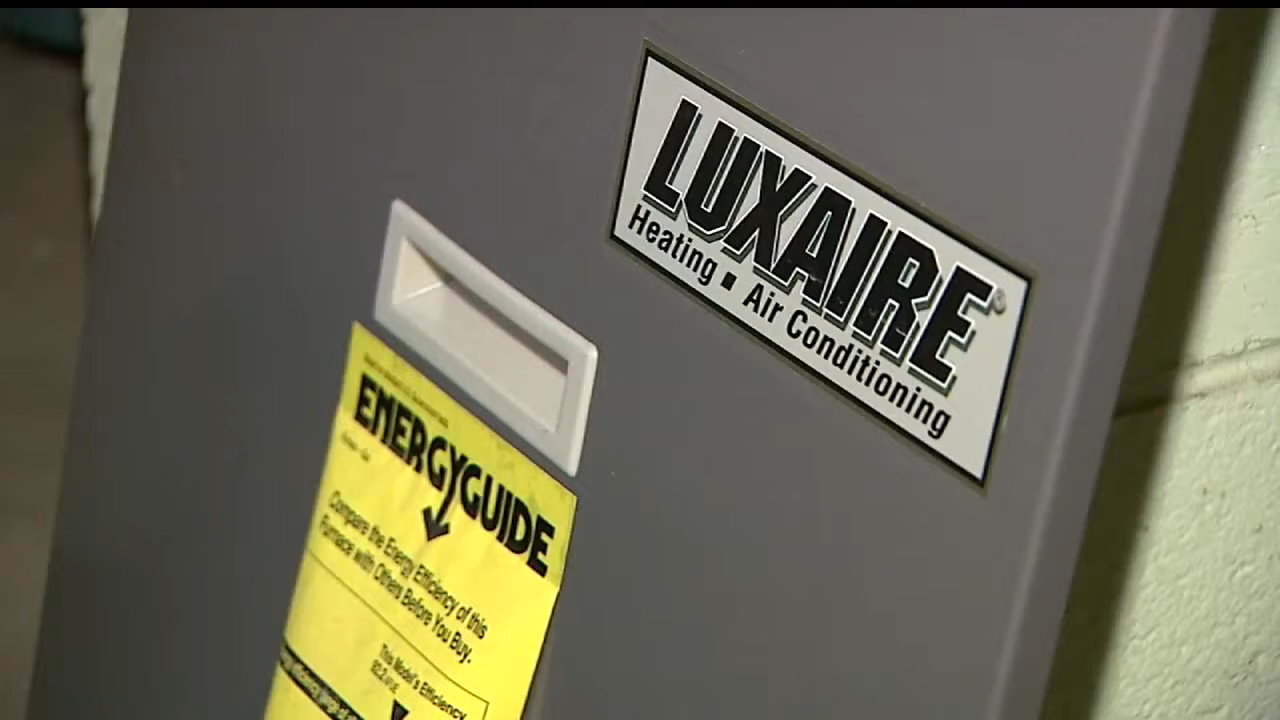 LUXAIRE®
Heating ▪ Air Conditioning
ENERGYGUIDE
Compare the Energy Efficiency of this
Furnace with Others Before You Buy.
This Model's Efficiency